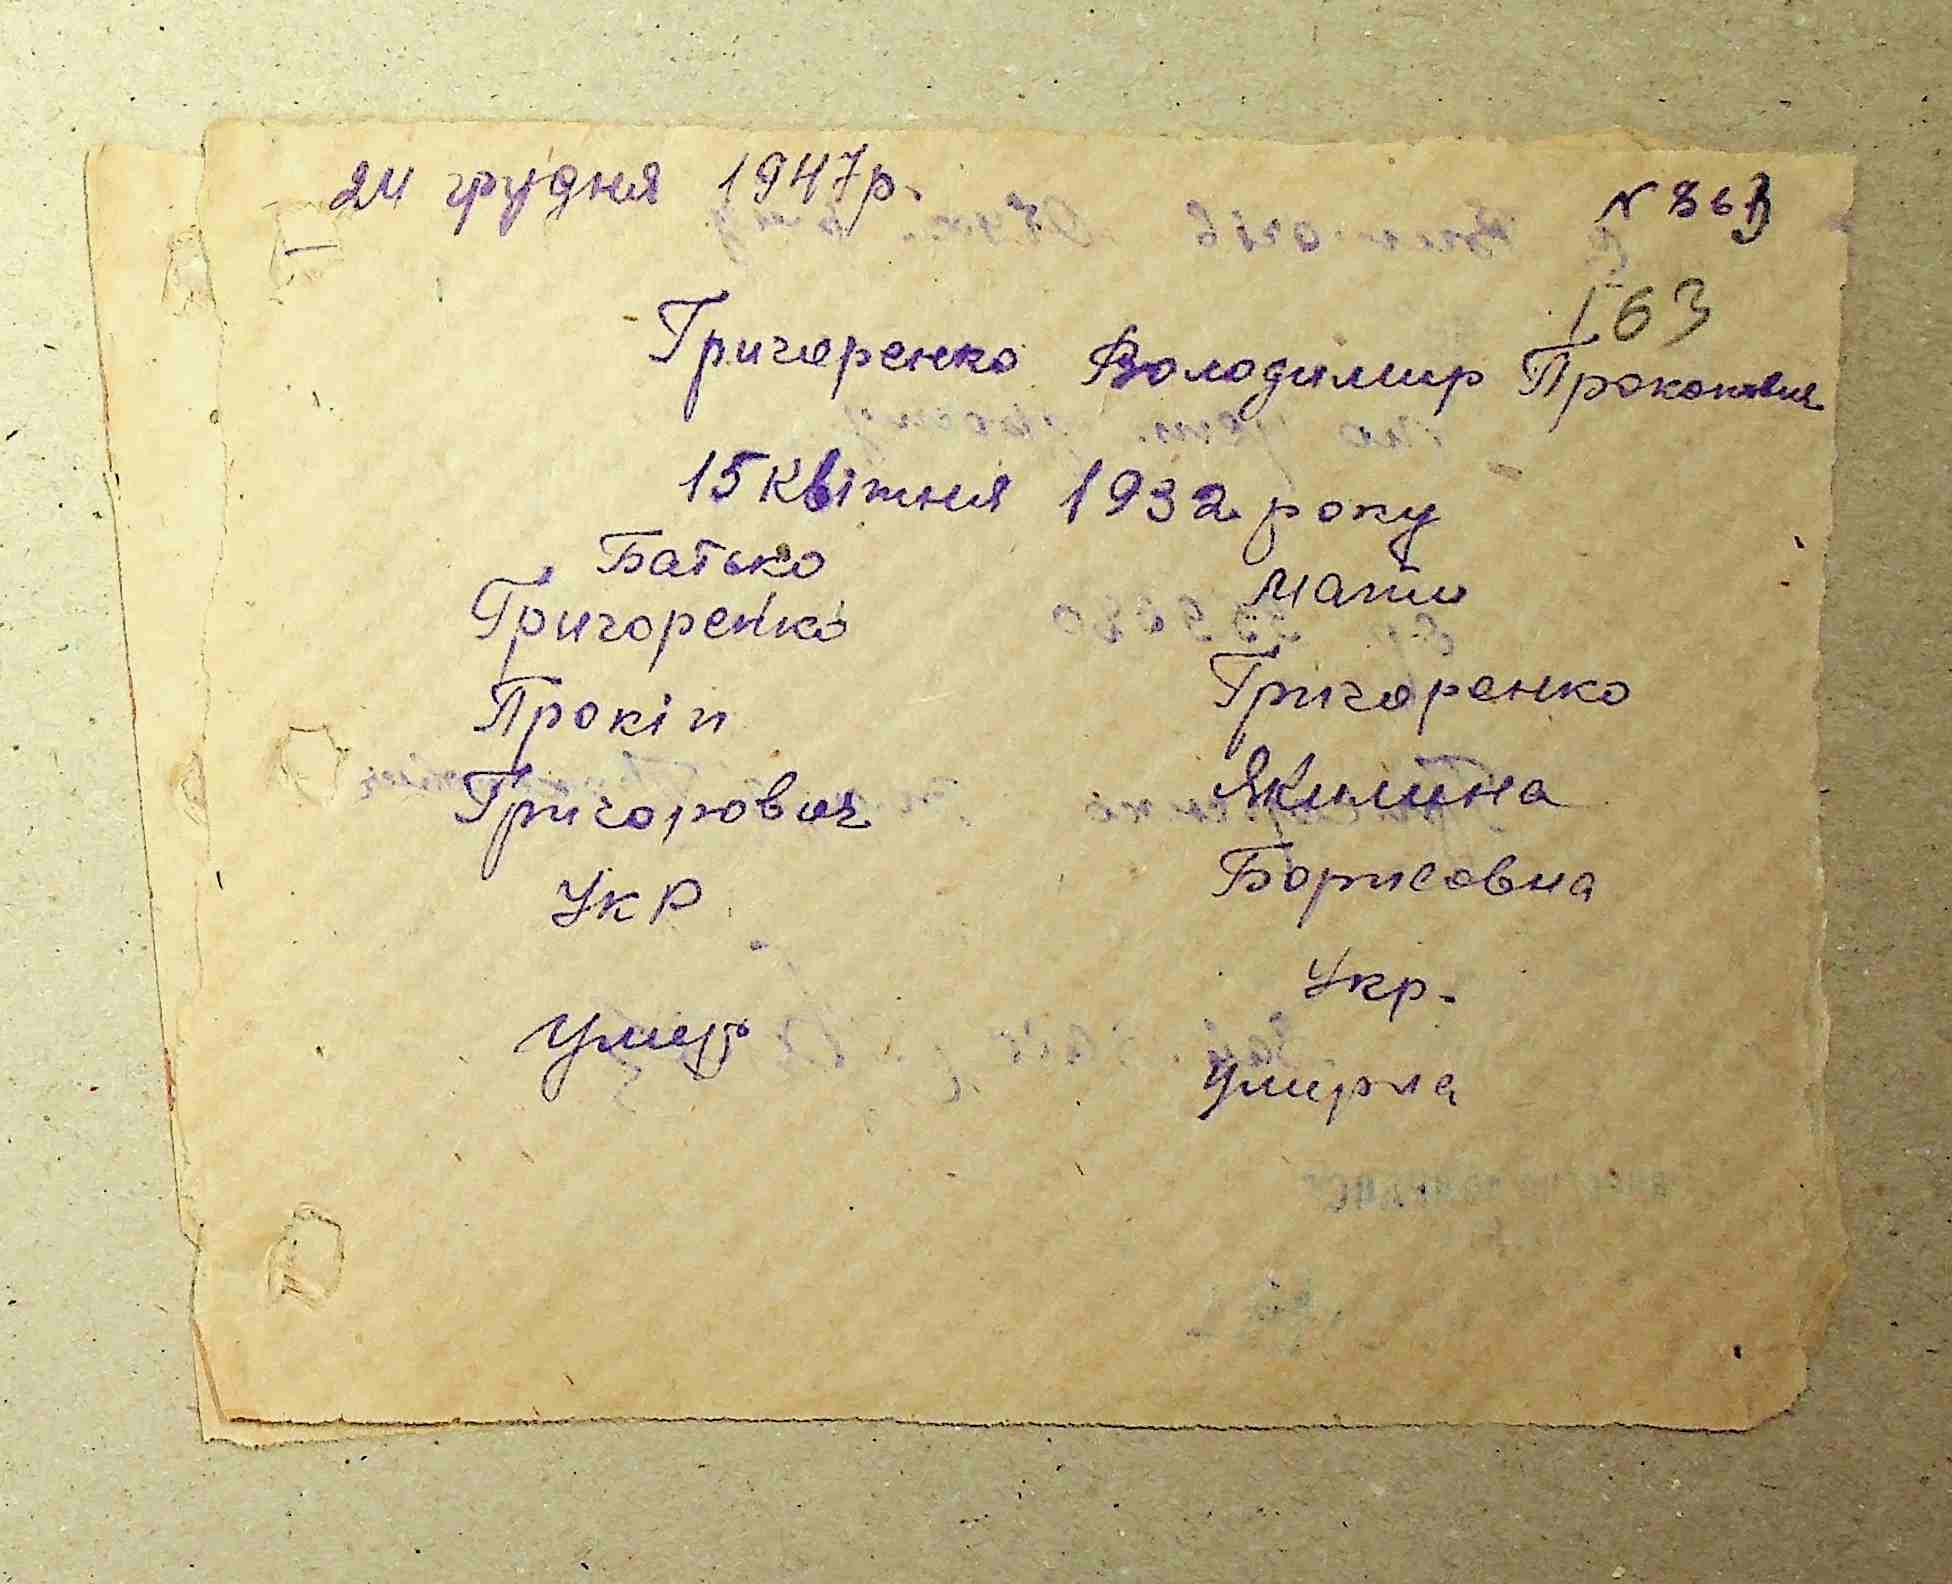 24 грудня 1947р.
N 863
163
Григоренко Володимир Прокопович
15 квітня 1932 року
Батько
Мати
Григоренко
Григоренко
Прокіп
Якилина
Григорович
Борисовна
Укр
Укр.
Умер
Умерла